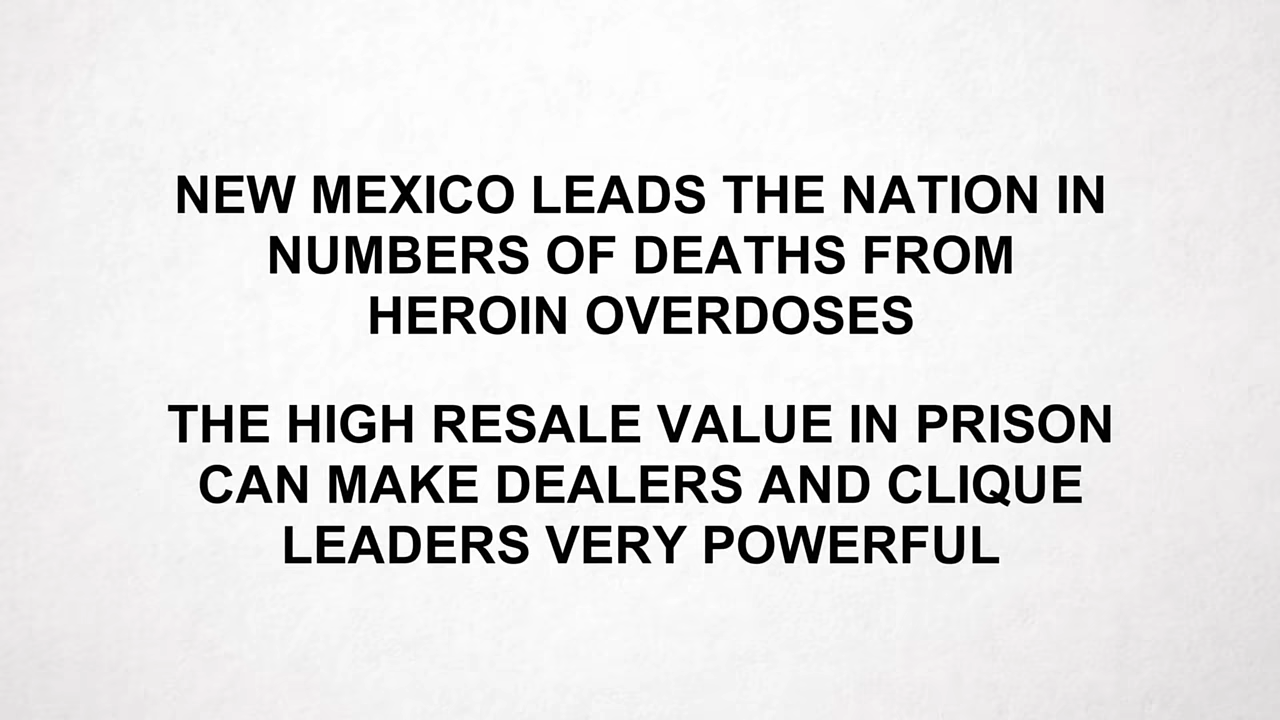 NEW MEXICO LEADS THE NATION IN
NUMBERS OF DEATHS FROM
HEROIN OVERDOSES
THE HIGH RESALE VALUE IN PRISON
CAN MAKE DEALERS AND CLIQUE
LEADERS VERY POWERFUL